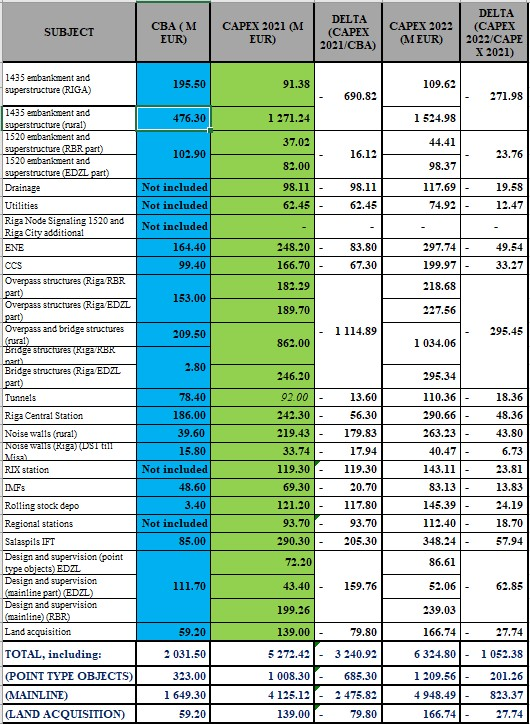 SUBJECT CBA ( M EUR) CAPEX 2021 (M EUR) DELTA (CAPEX 2021/CBA) CAPEX 2022 (M EUR) DELTA (CAPEX 2022/CAPE X 2021)
1435 embankment and superstructure (RIGA) 195.50 91.38 - 690.82 109.62 - 271.98
1435 embankment and superstructure (rural) 476.30 1 271.24 1 524.98
1520 embankment and superstructure (RBR part) 102.90 37.02 - 16.12 44.41 - 23.76
1520 embankment and superstructure (EDZL part) 82.00 98.37
Drainage Not included 98.11 - 98.11 117.69 - 19.58
Utilities Not included 62.45 - 62.45 74.92 - 12.47
Riga Node Signaling 1520 and Riga City additional Not included - - - -
ENE 164.40 248.20 - 83.80 297.74 - 49.54
CCS 99.40 166.70 - 67.30 199.97 - 33.27
Overpass structures (Riga/RBR part) 153.00 182.29 - 1 114.89 218.68 - 295.45
Overpass structures (Riga/EDZL part) 189.70 227.56
Overpass and bridge structures (rural) 209.50 862.00 1 034.06
Bridge structures (Riga/RBR part) 2.80
Bridge structures (Riga/EDZL part) 246.20 295.34
Tunnels 78.40 92.00 - 13.60 110.36 - 18.36
Riga Central Station 186.00 242.30 - 56.30 290.66 - 48.36
Noise walls (rural) 39.60 219.43 - 179.83 263.23 - 43.80
Noise walls (Riga) (DS1 till Misa) 15.80 33.74 - 17.94 40.47 - 6.73
RIX station Not included 119.30 - 119.30 143.11 - 23.81
IMFs 48.60 69.30 - 20.70 83.13 - 13.83
Rolling stock depo 3.40 121.20 - 117.80 145.39 - 24.19
Regional stations Not included 93.70 - 93.70 112.40 - 18.70
Salaspils IFT 85.00 290.30 - 205.30 348.24 - 57.94
Design and supervision (point type objects) EDZL 111.70 72.20 - 159.76 86.61 - 62.85
Design and supervision (mainline part) (EDZL) 43.40 52.06
Design and supervision (mainline) (RBR) 199.26 239.03
Land acquisition 59.20 139.00 - 79.80 166.74 - 27.74
TOTAL, including: 2 031.50 5 272.42 - 3 240.92 6 324.80 - 1 052.38
(POINT TYPE OBJECTS) 323.00 1 008.30 - 685.30 1 209.56 - 201.26
(MAINLINE) 1 649.30 4 125.12 - 2 475.82 4 948.49 - 823.37
(LAND ACQUISITION) 59.20 139.00 - 79.80 166.74 - 27.74